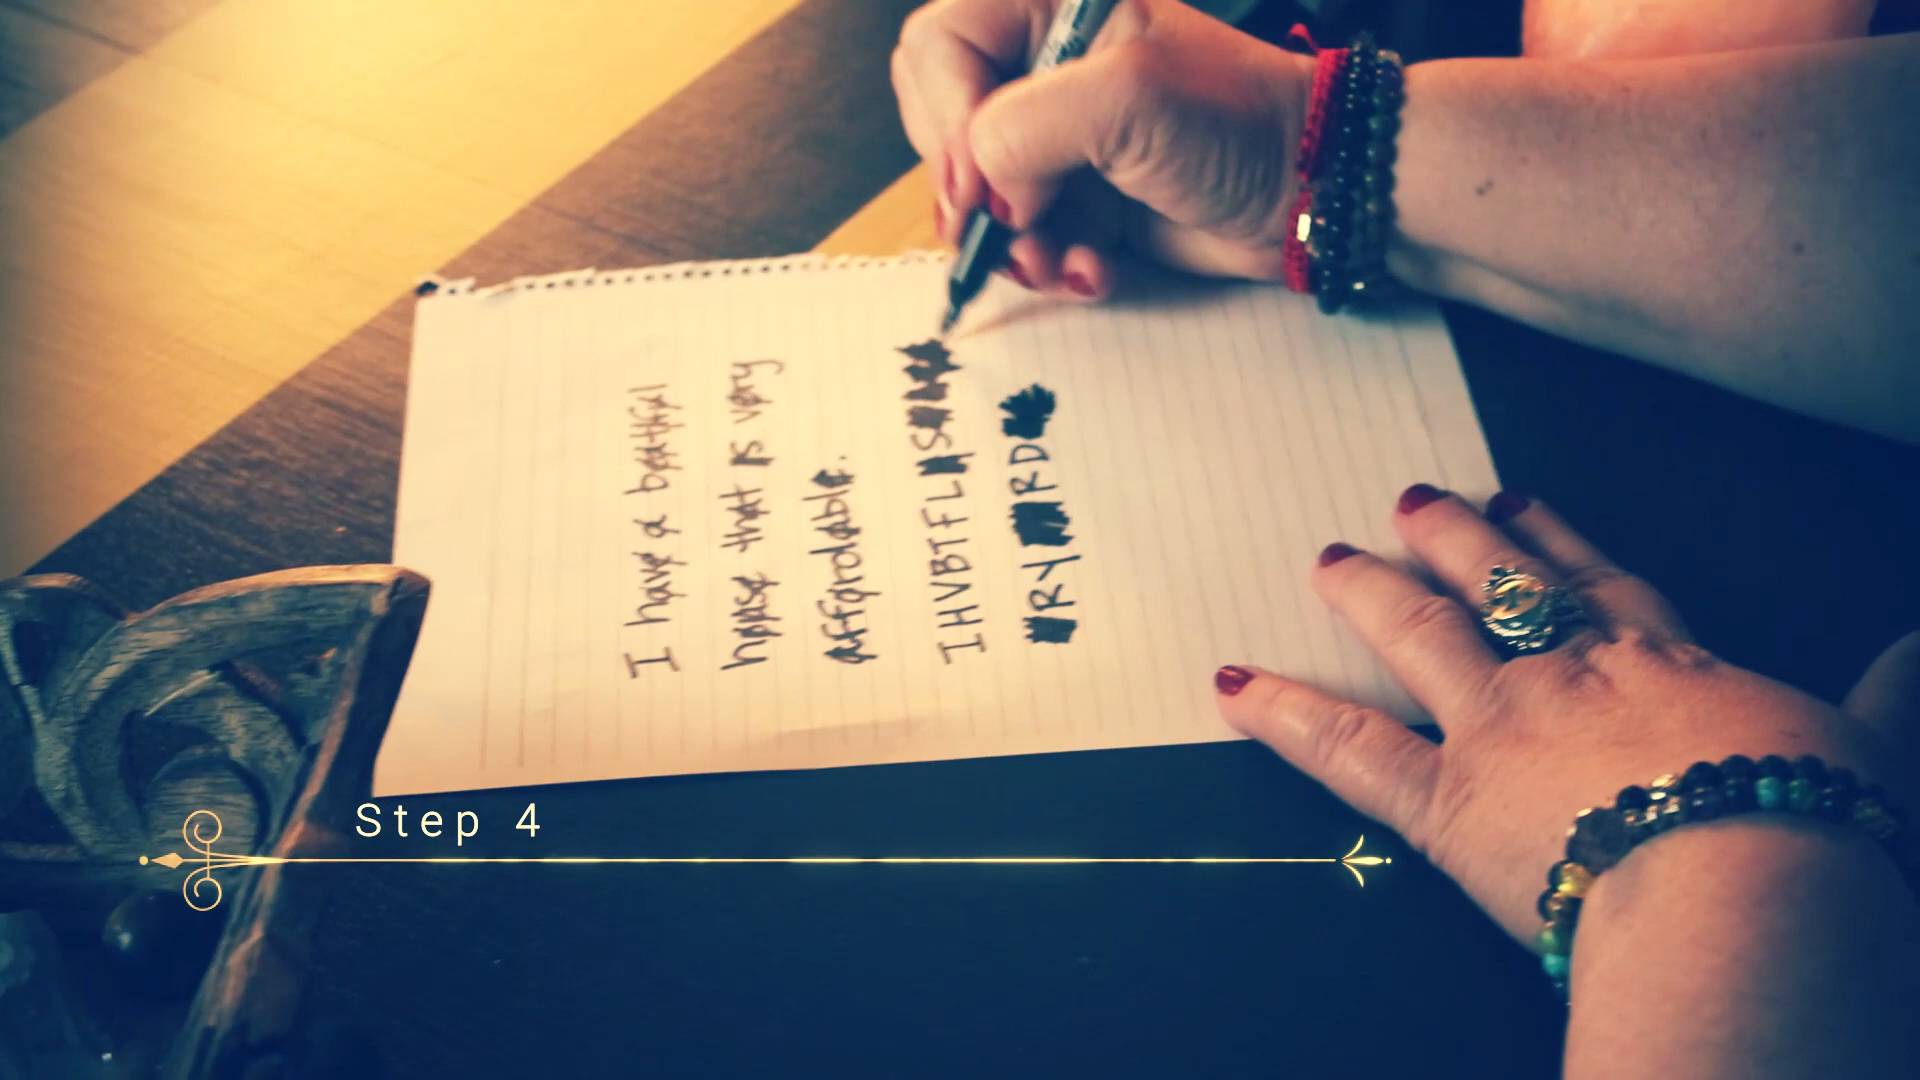 I have a beautiful
house that is very
affordable.
IHVBTFL S
RY RD
Step 4